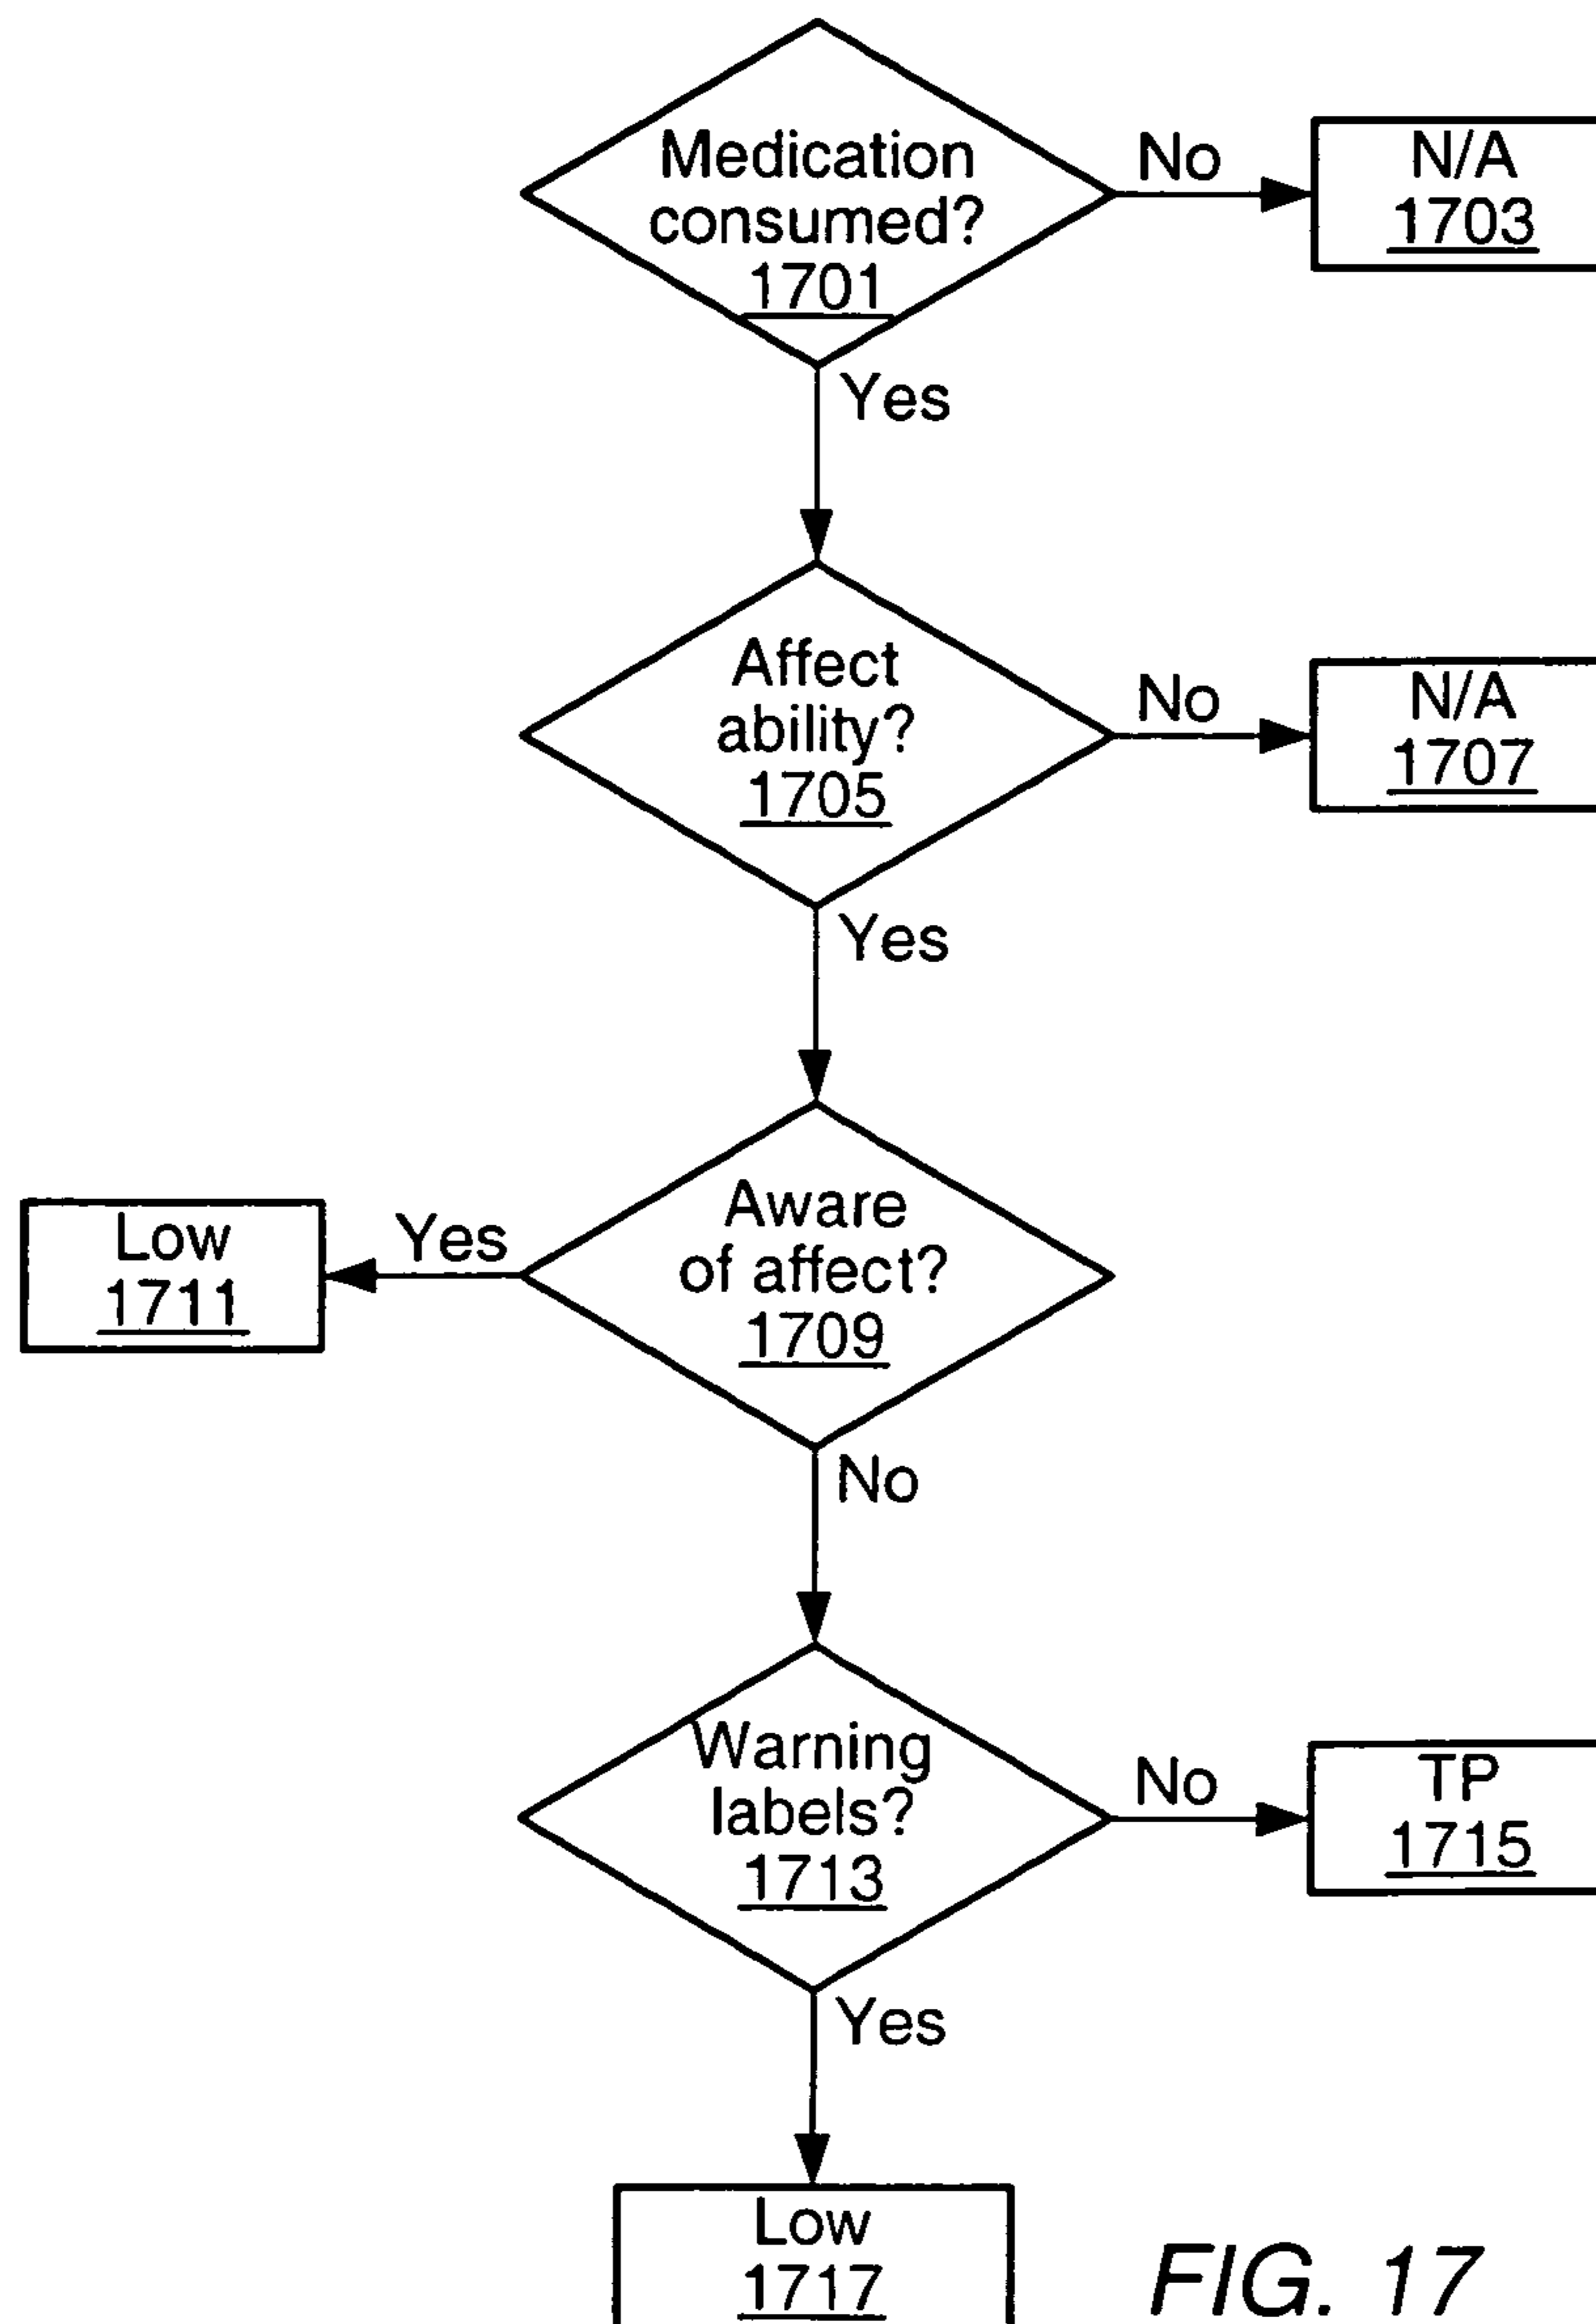 Medication
consumed?
1701
No
N/A
1703
Yes
Affect
ability?
1705
No
N/A
1707
Yes
Aware
of affect?
1709
Yes
Low
1711
No
Warning
labels?
1713
No
TP
1715
Yes
Low
1717
FIG. 17